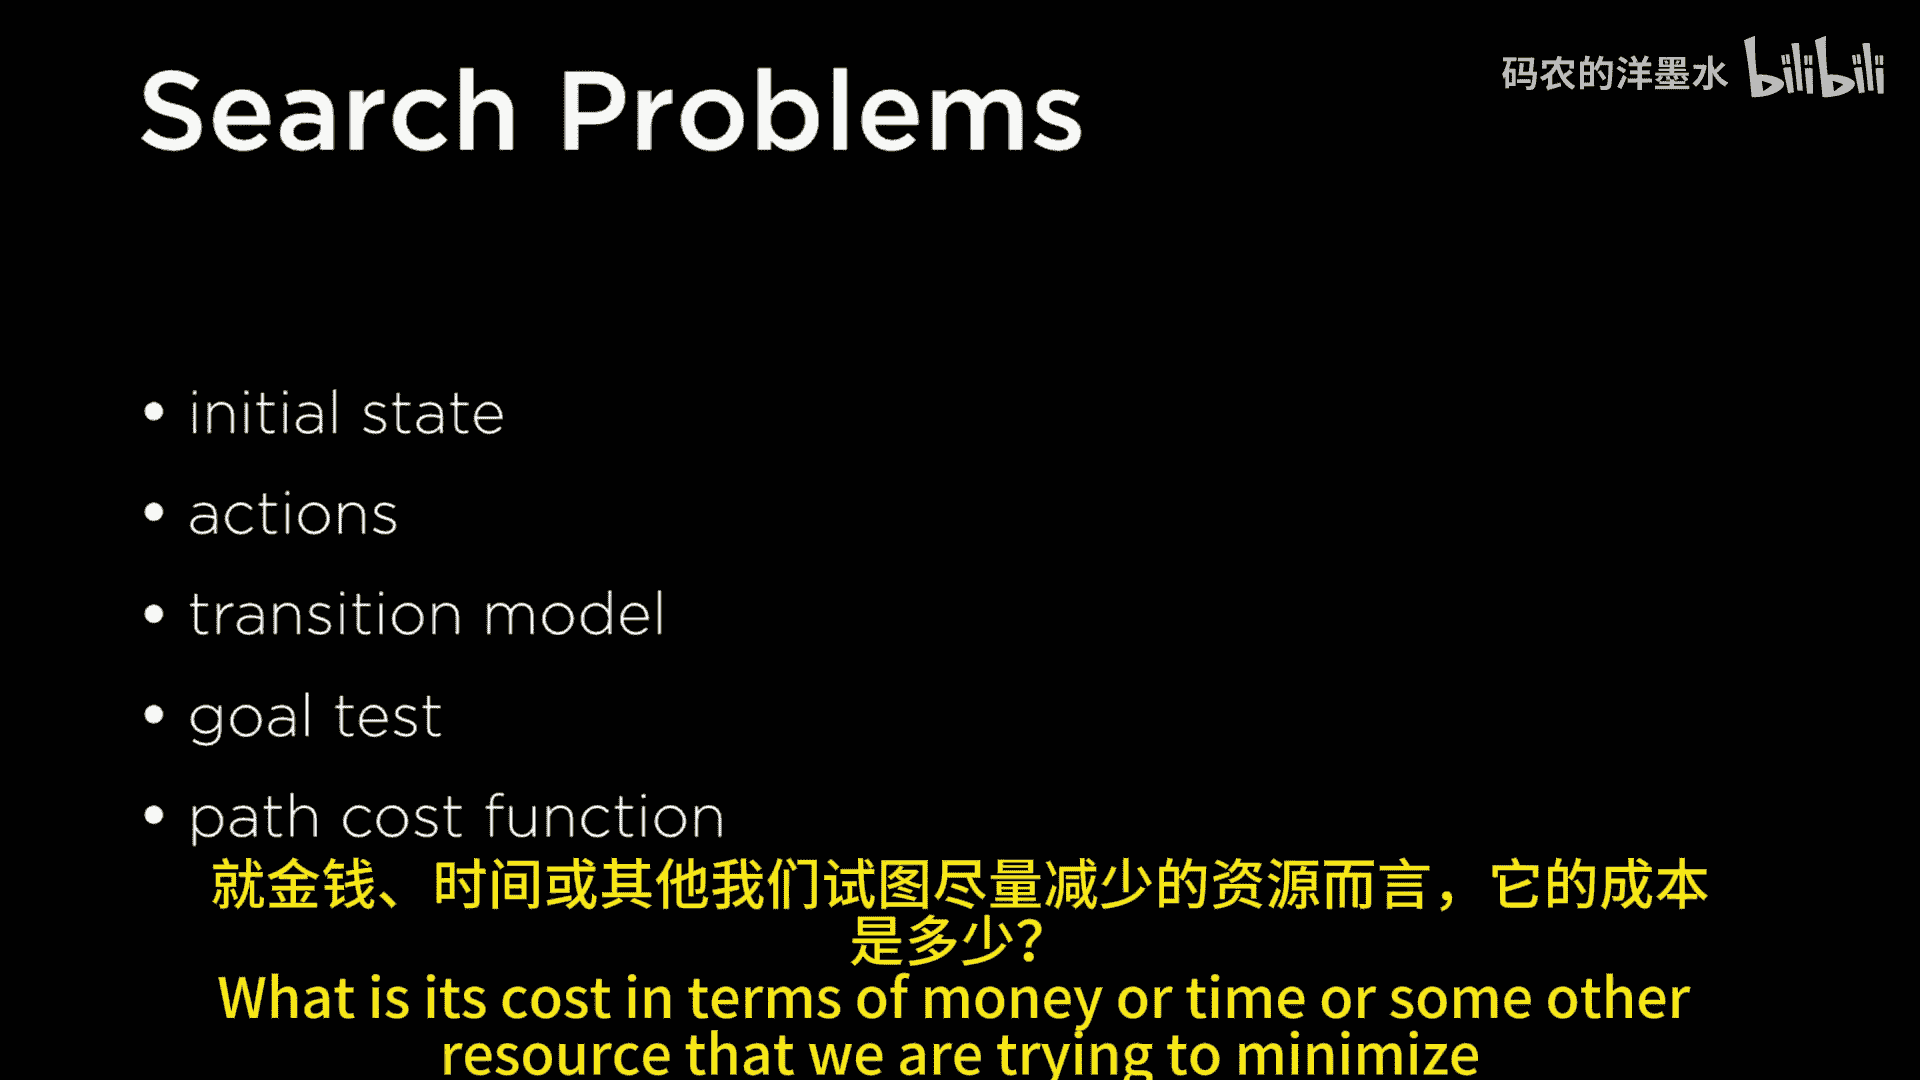 Search Problems
码农的洋墨水 bilibili
• initial state
• actions
• transition model
• goal test
• path cost function
就金钱、时间或其他我们试图尽量减少的资源而言，它的成本
是多少？
What is its cost in terms of money or time or some other
resource that we are trying to minimize